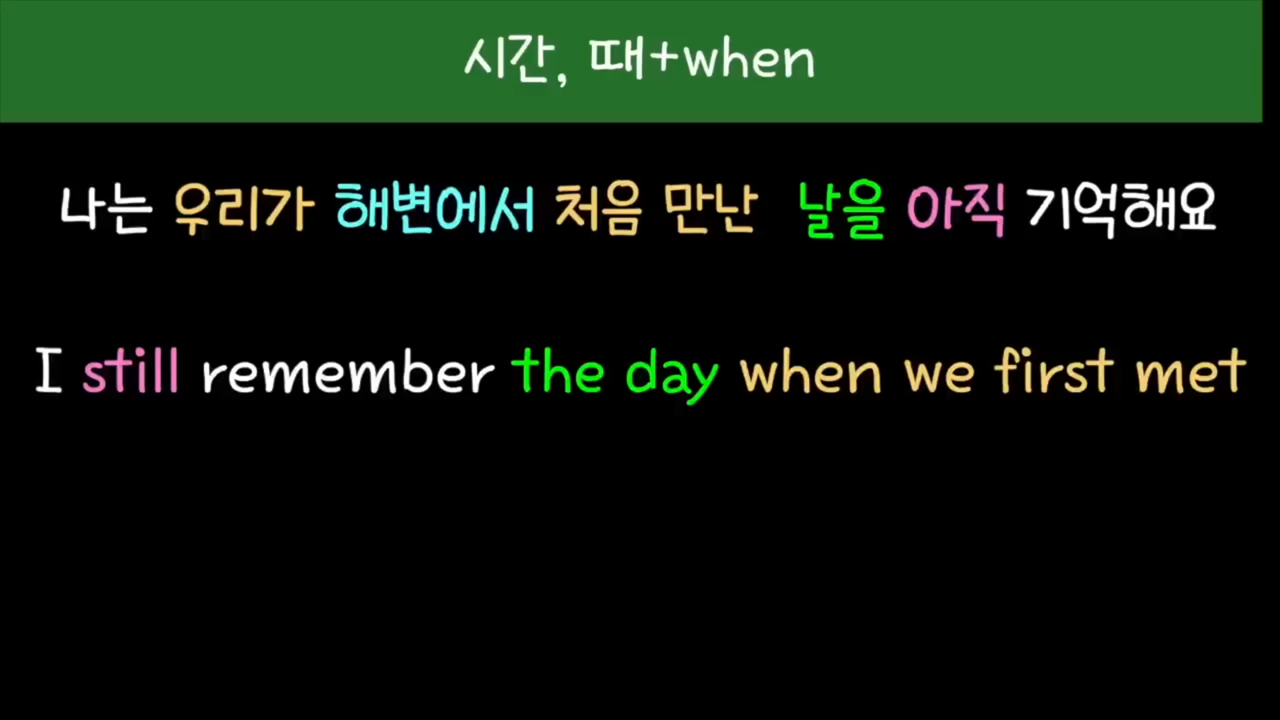 시간, 때+when
나는 우리가 해변에서 처음 만난 날을 아직 기억해요
I still remember the day when we first met